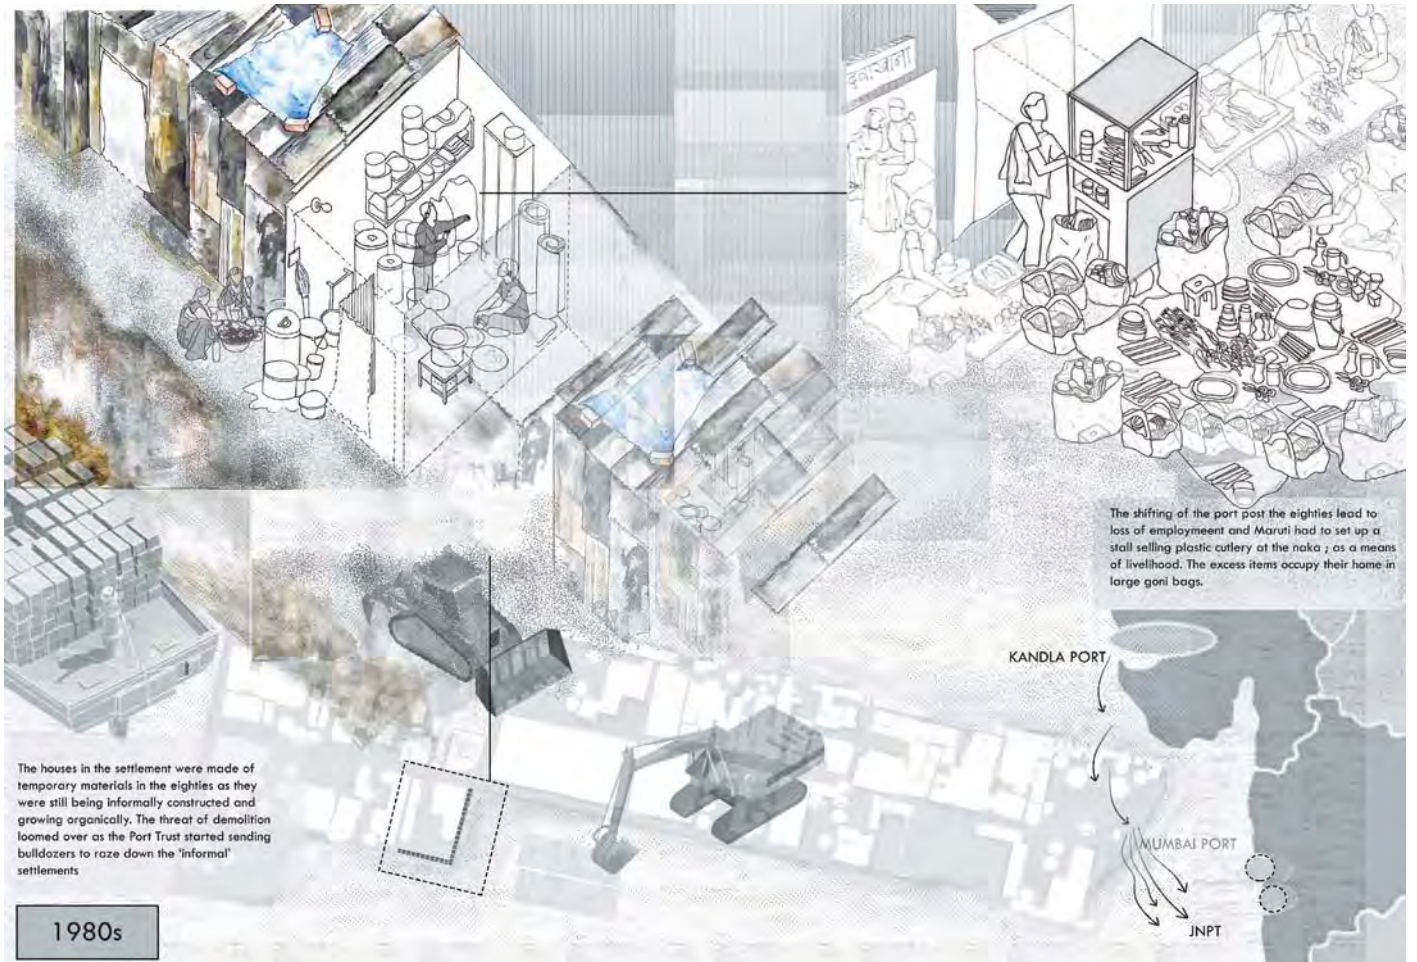 दवाखाना
The shifting of the port post the eighties lead to
loss of employment and Maruti had to set up a
stall selling plastic cutlery at the naka ; as a means
of livelihood. The excess items occupy their home in
large goni bags.
KANDLA PORT
MUMBAI PORT
JNPT
The houses in the settlement were made of
temporary materials in the eighties as they
were still being informally constructed and
growing organically. The threat of demolition
loomed over as the Port Trust started sending
bulldozers to raze down the 'informal'
settlements
1980s